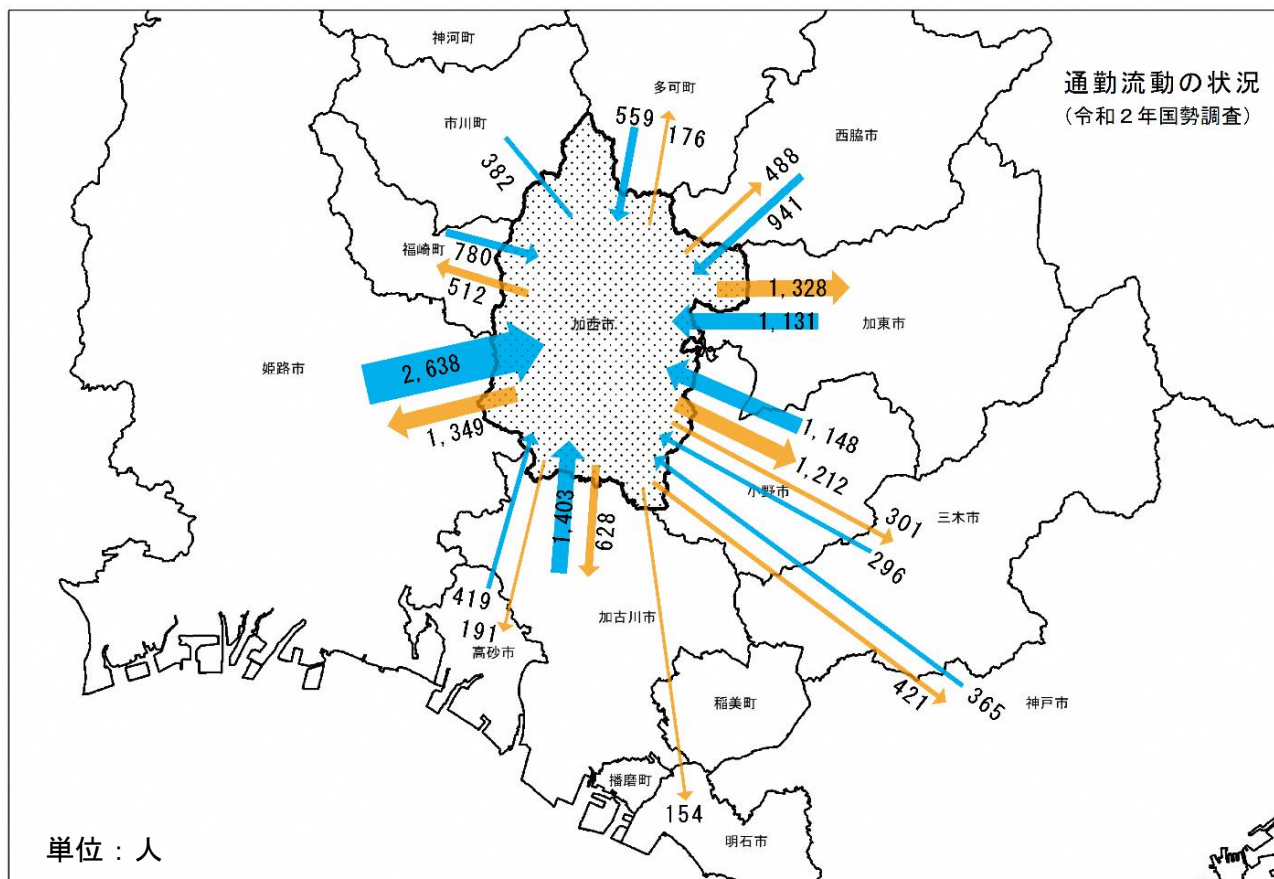 神河町
通勤流動の状況
(令和2年国勢調査)
多可町
市川町
西脇市
559
176
382
488
941
福崎町
780
512
1,328
1,131
加西市
加東市
姫路市
2,638
1,349
1,148
1,212
小野市
三木市
301
296
1,403
628
419
191
高砂市
加古川市
421
365
神戸市
稲美町
播磨町
154
明石市
単位：人